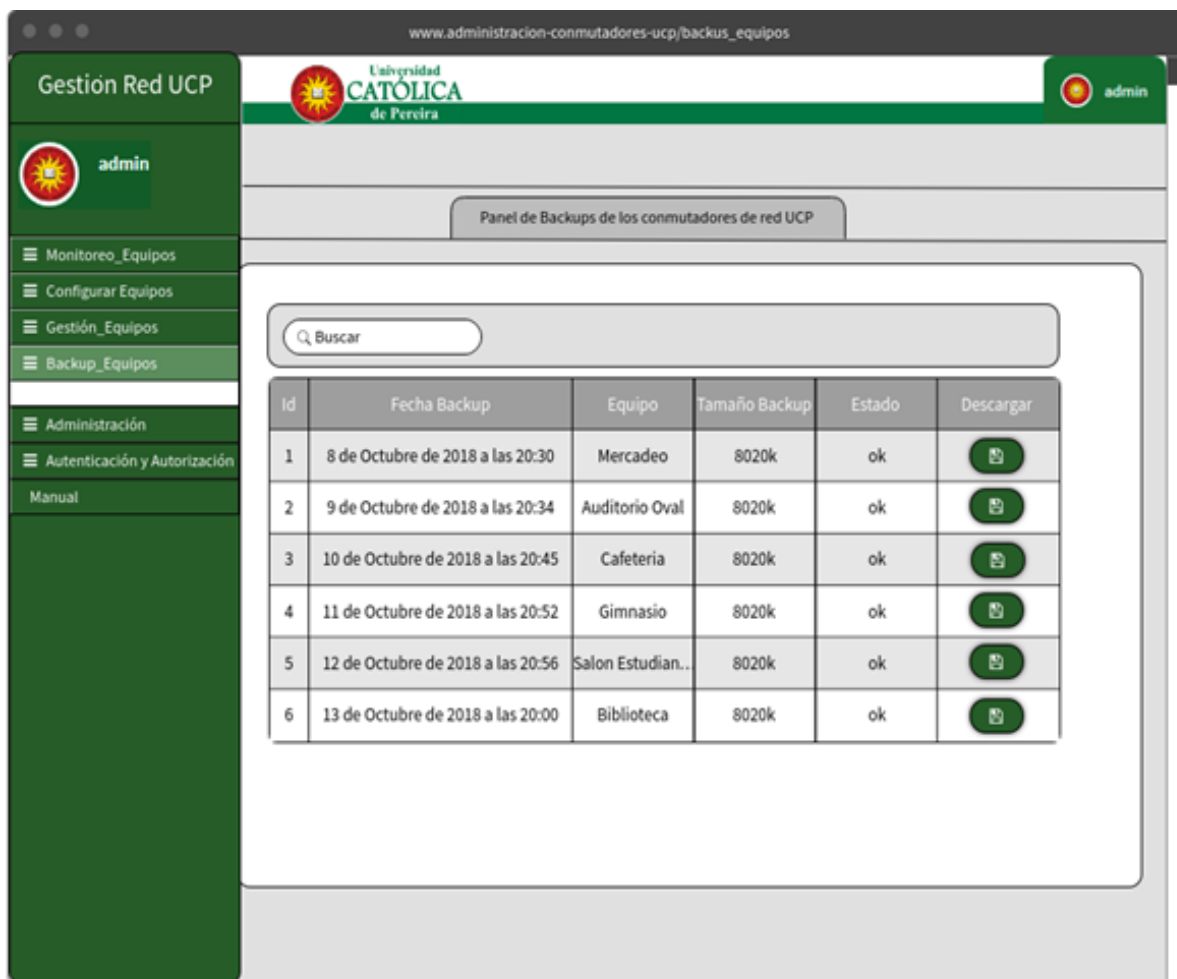 www.administracion-conmutadores-ucp/backus_equipos
Gestión Red UCP
Universidad
CATÓLICA
de Pereira
admin
admin
Panel de Backups de los conmutadores de red UCP
Monitoreo_Equipos
Configurar Equipos
Gestión_Equipos
Backup_Equipos
Administración
Autenticación y Autorización
Manual
Buscar
Id Fecha Backup Equipo Tamaño Backup Estado Descargar
1 8 de Octubre de 2018 a las 20:30 Mercadeo 8020k ok
2 9 de Octubre de 2018 a las 20:34 Auditorio Oval 8020k ok
3 10 de Octubre de 2018 a las 20:45 Cafeteria 8020k ok
4 11 de Octubre de 2018 a las 20:52 Gimnasio 8020k ok
5 12 de Octubre de 2018 a las 20:56 Salon Estudian... 8020k ok
6 13 de Octubre de 2018 a las 20:00 Biblioteca 8020k ok